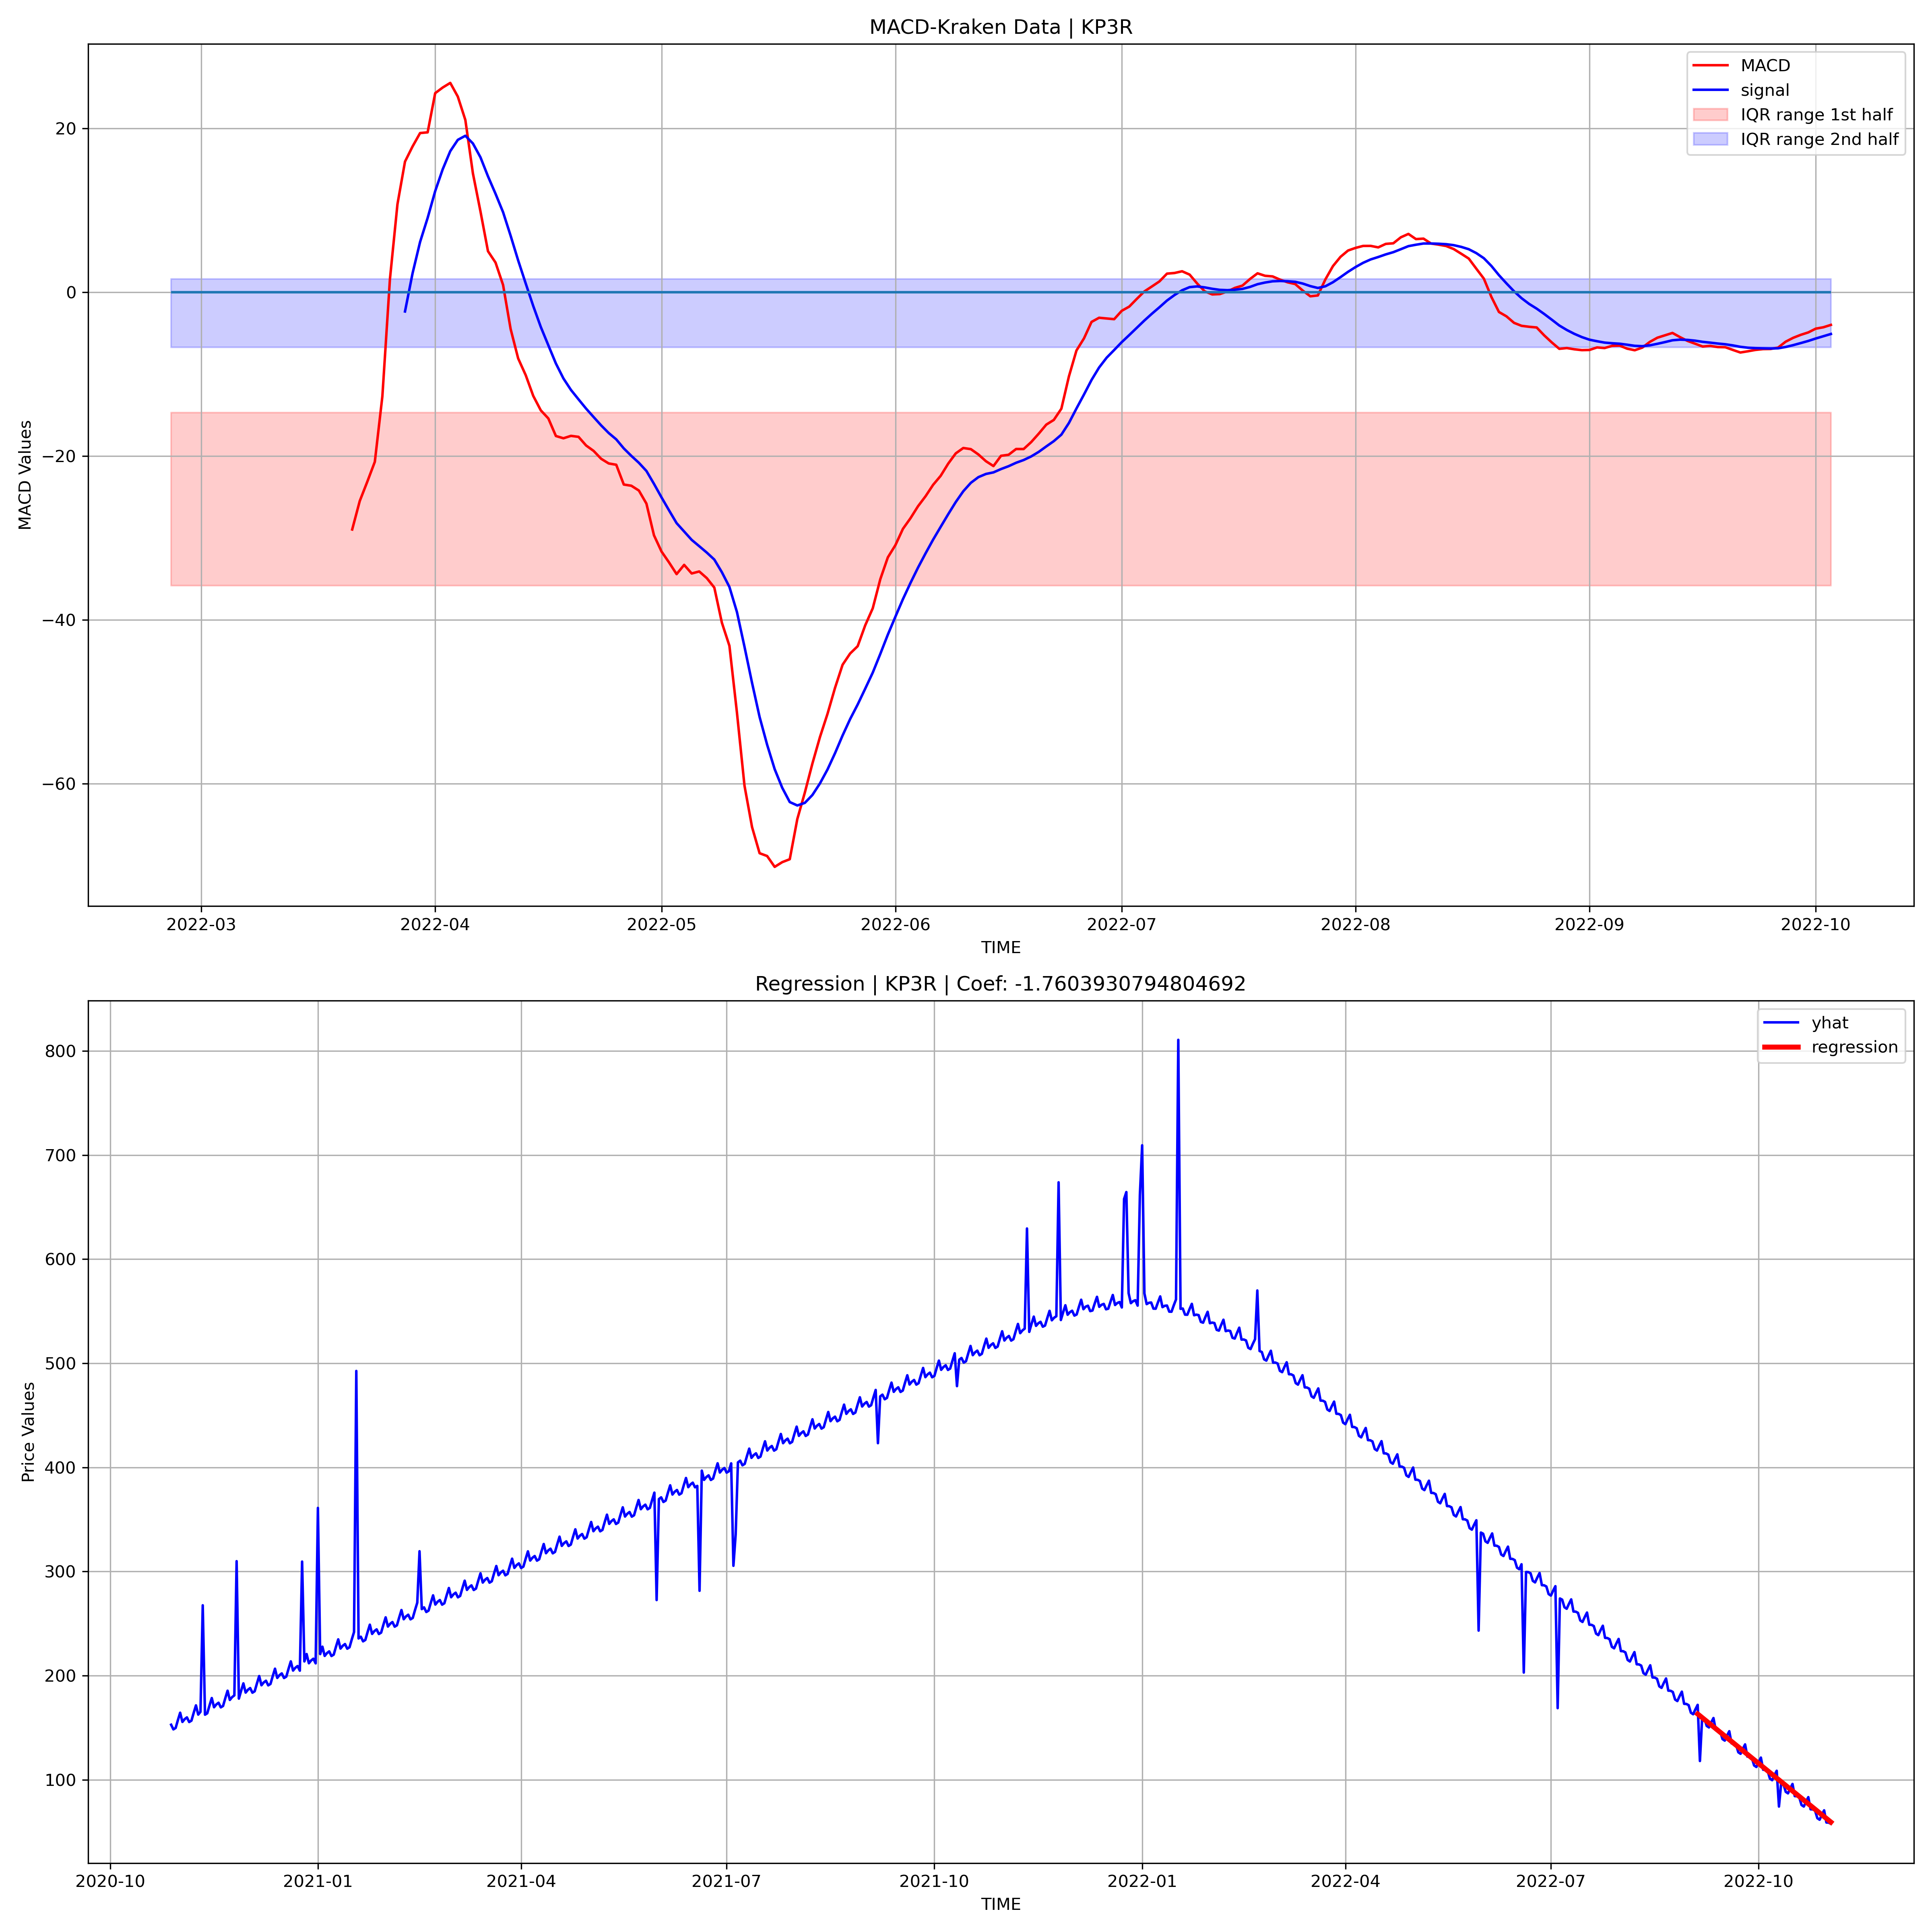 MACD-Kraken Data | KP3R
MACD
signal
IQR range 1st half
IQR range 2nd half
20
0
−20
−40
−60
MACD Values
2022-03 2022-04 2022-05 2022-06 2022-07 2022-08 2022-09 2022-10
TIME
Regression | KP3R | Coef: -1.7603930794804692
yhat
regression
800
700
600
500
400
300
200
100
Price Values
2020-10 2021-01 2021-04 2021-07 2021-10 2022-01 2022-04 2022-07 2022-10
TIME